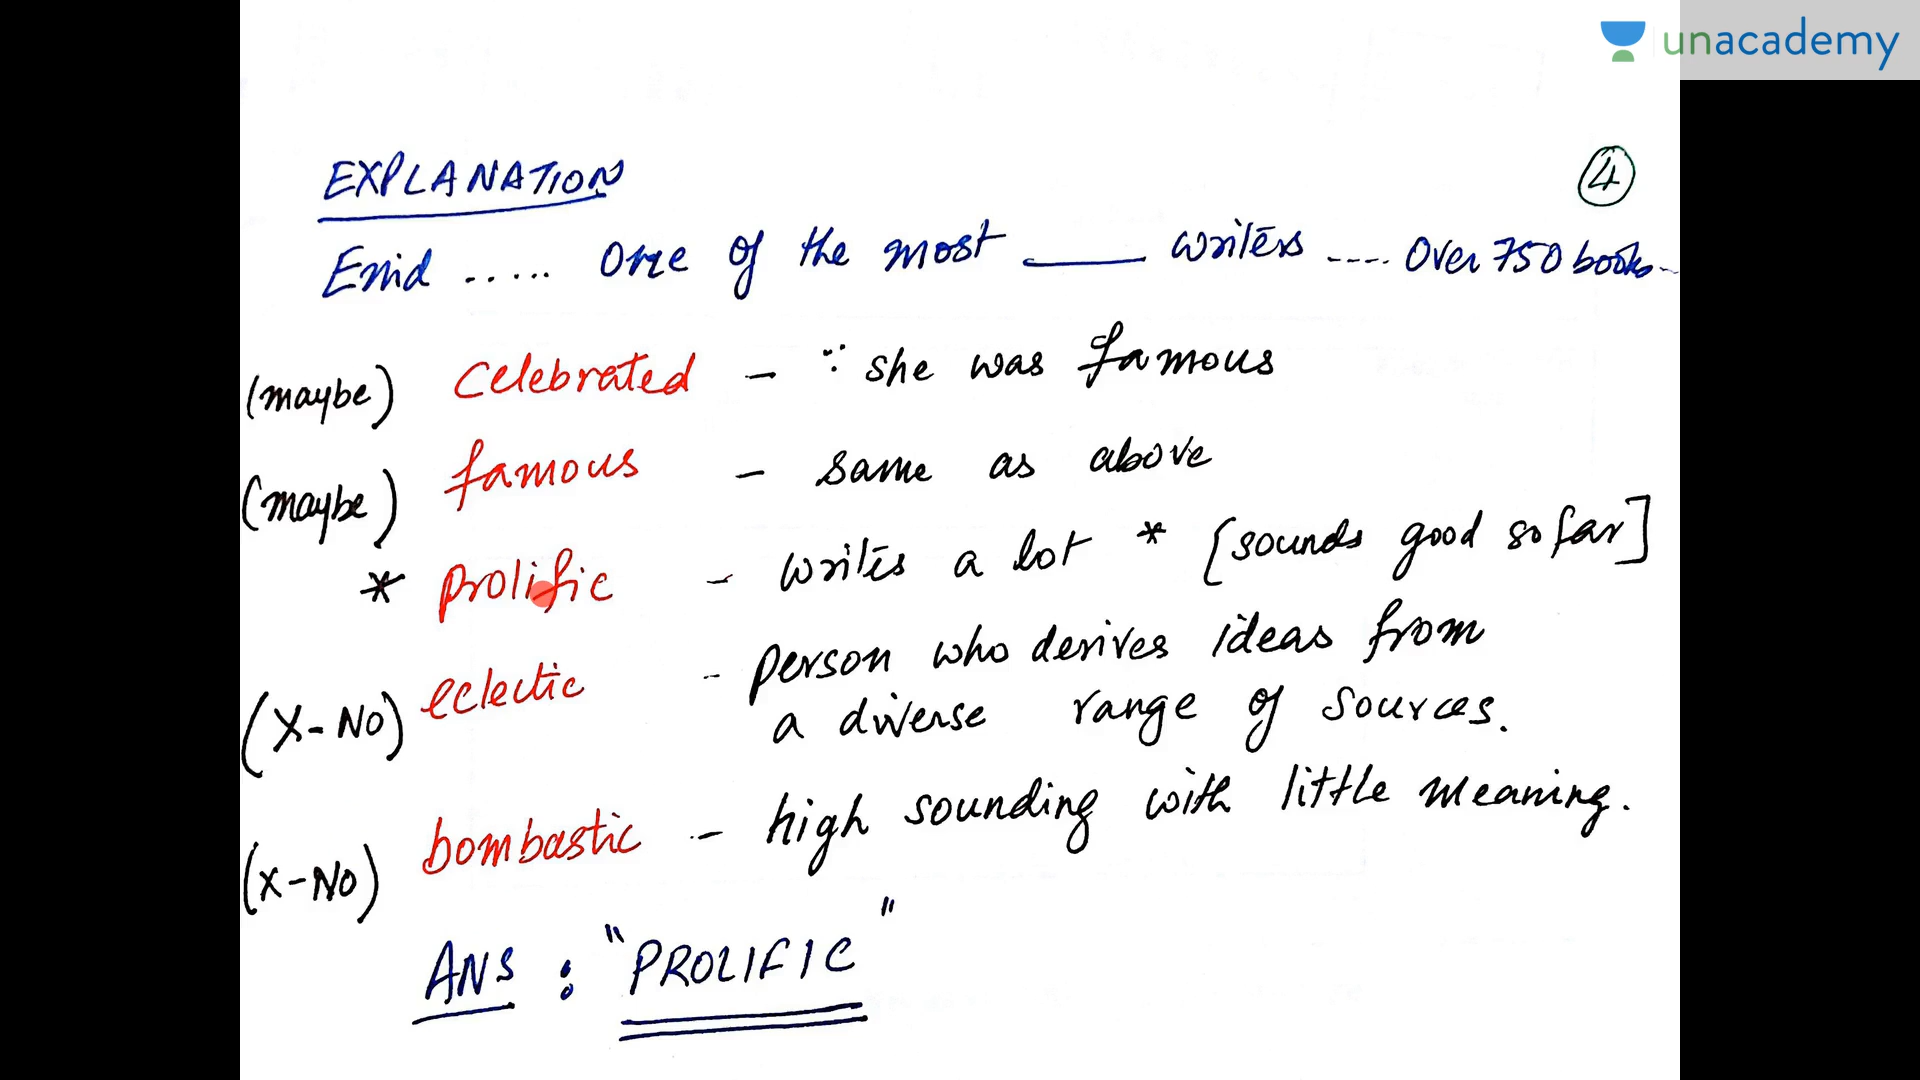 unacademy
EXPLANATION
4
Enid ..... One of the most ____ writers .... Over 750 books --
(maybe) Celebrated - ∵ she was famous
(maybe) famous - same as above
* Prolific - writes a lot * [sounds good so far]
(X-NO) eclectic - person who derives ideas from
a diverse range of sources.
(X-NO) bombastic - high sounding with little meaning.
ANS : "PROLIFIC"